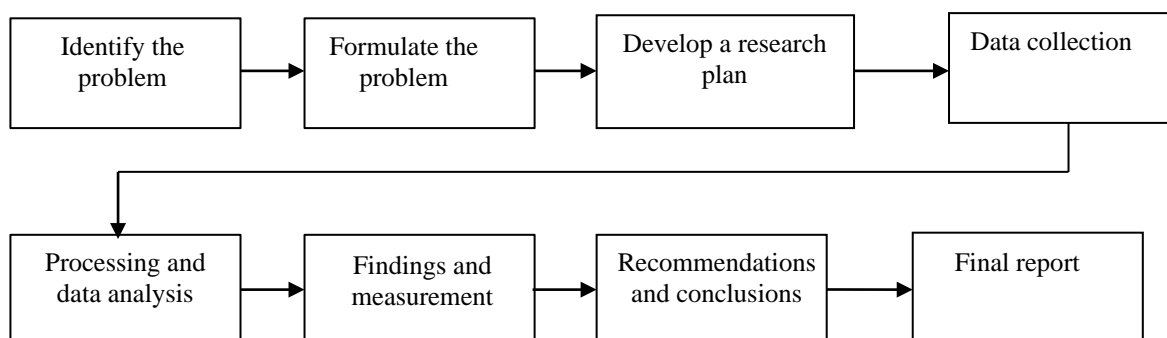 Identify the
problem
Formulate the
problem
Develop a research
plan
Data collection
Processing and
data analysis
Findings and
measurement
Recommendations
and conclusions
Final report